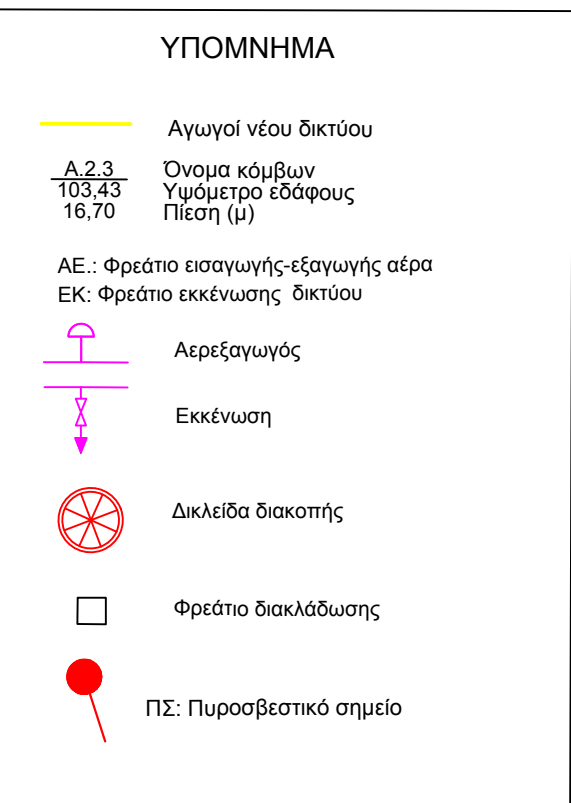 ΥΠΟΜΝΗΜΑ
Αγωγοί νέου δικτύου
Α.2.3 Όνομα κόμβων
103,43 Υψόμετρο εδάφους
16,70 Πίεση (μ)
ΑΕ.: Φρεάτιο εισαγωγής-εξαγωγής αέρα
ΕΚ: Φρεάτιο εκκένωσης δικτύου
Αερεξαγωγός
Εκκένωση
Δικλείδα διακοπής
Φρεάτιο διακλάδωσης
ΠΣ: Πυροσβεστικό σημείο